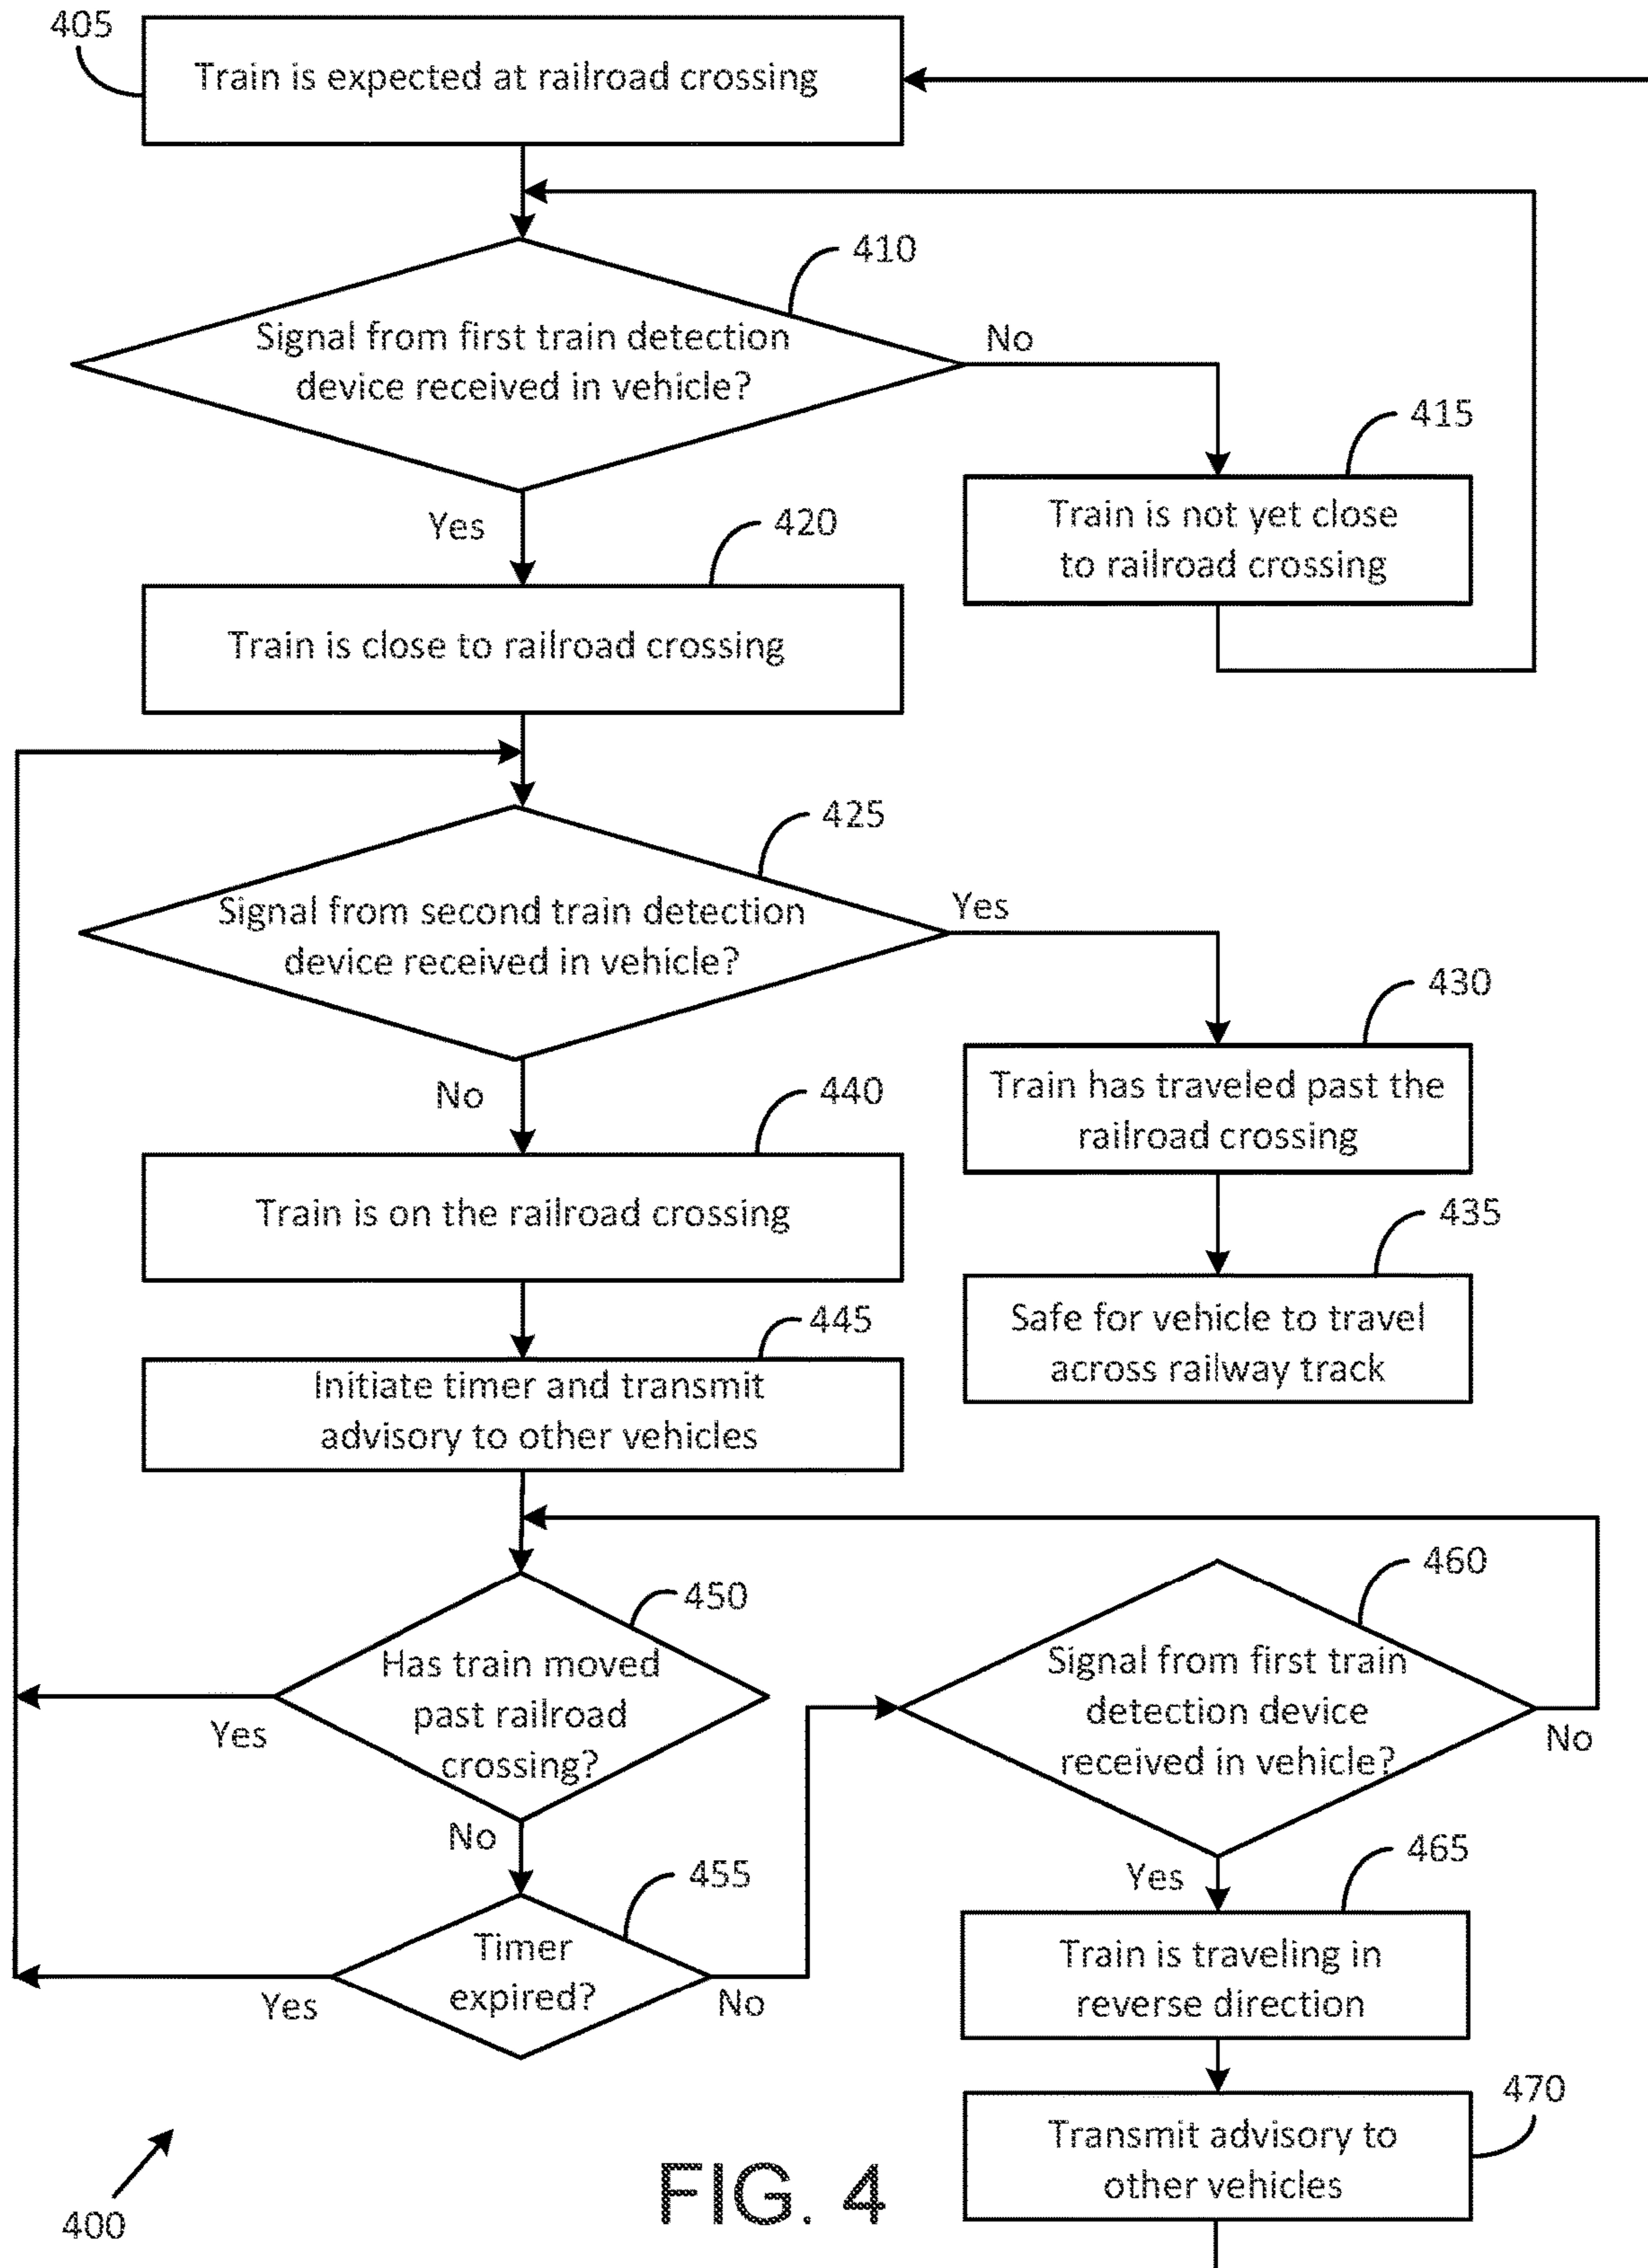 405
Train is expected at railroad crossing
410
Signal from first train detection
device received in vehicle?
No
415
Train is not yet close
to railroad crossing
Yes
420
Train is close to railroad crossing
425
Signal from second train detection
device received in vehicle?
Yes
430
Train has traveled past the
railroad crossing
No
440
Train is on the railroad crossing
435
Safe for vehicle to travel
across railway track
445
Initiate timer and transmit
advisory to other vehicles
450
Has train moved
past railroad
crossing?
Yes
No
460
Signal from first train
detection device
received in vehicle?
No
455
Timer
expired?
Yes
No
Yes
465
Train is traveling in
reverse direction
470
Transmit advisory to
other vehicles
400
FIG. 4